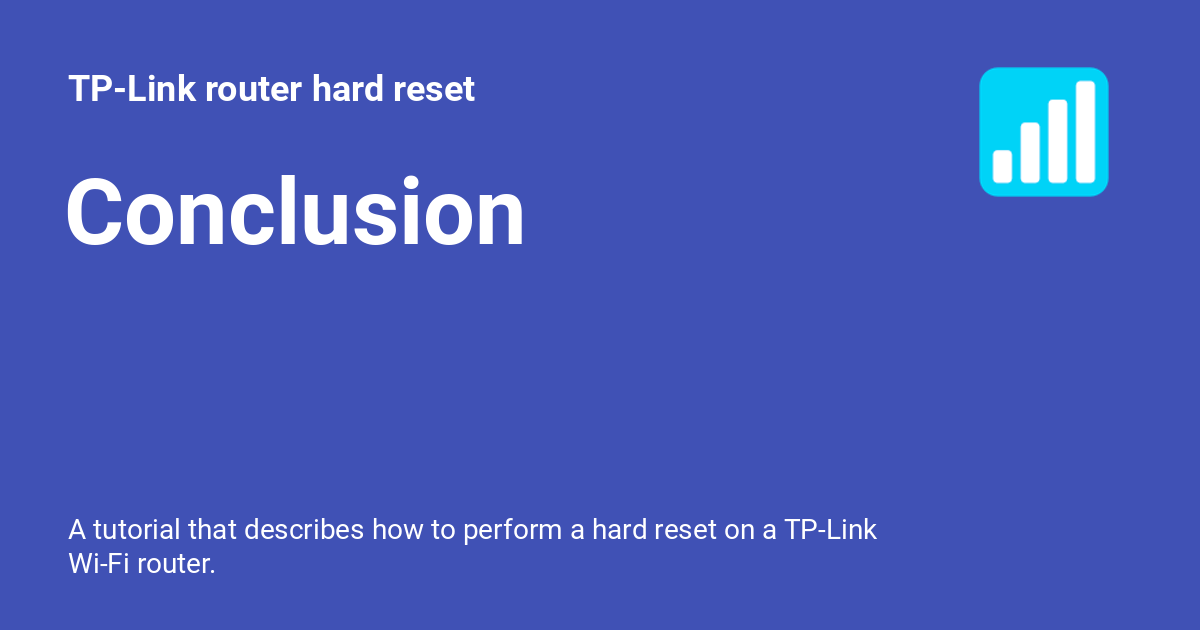 TP-Link router hard reset
Conclusion
A tutorial that describes how to perform a hard reset on a TP-Link
Wi-Fi router.